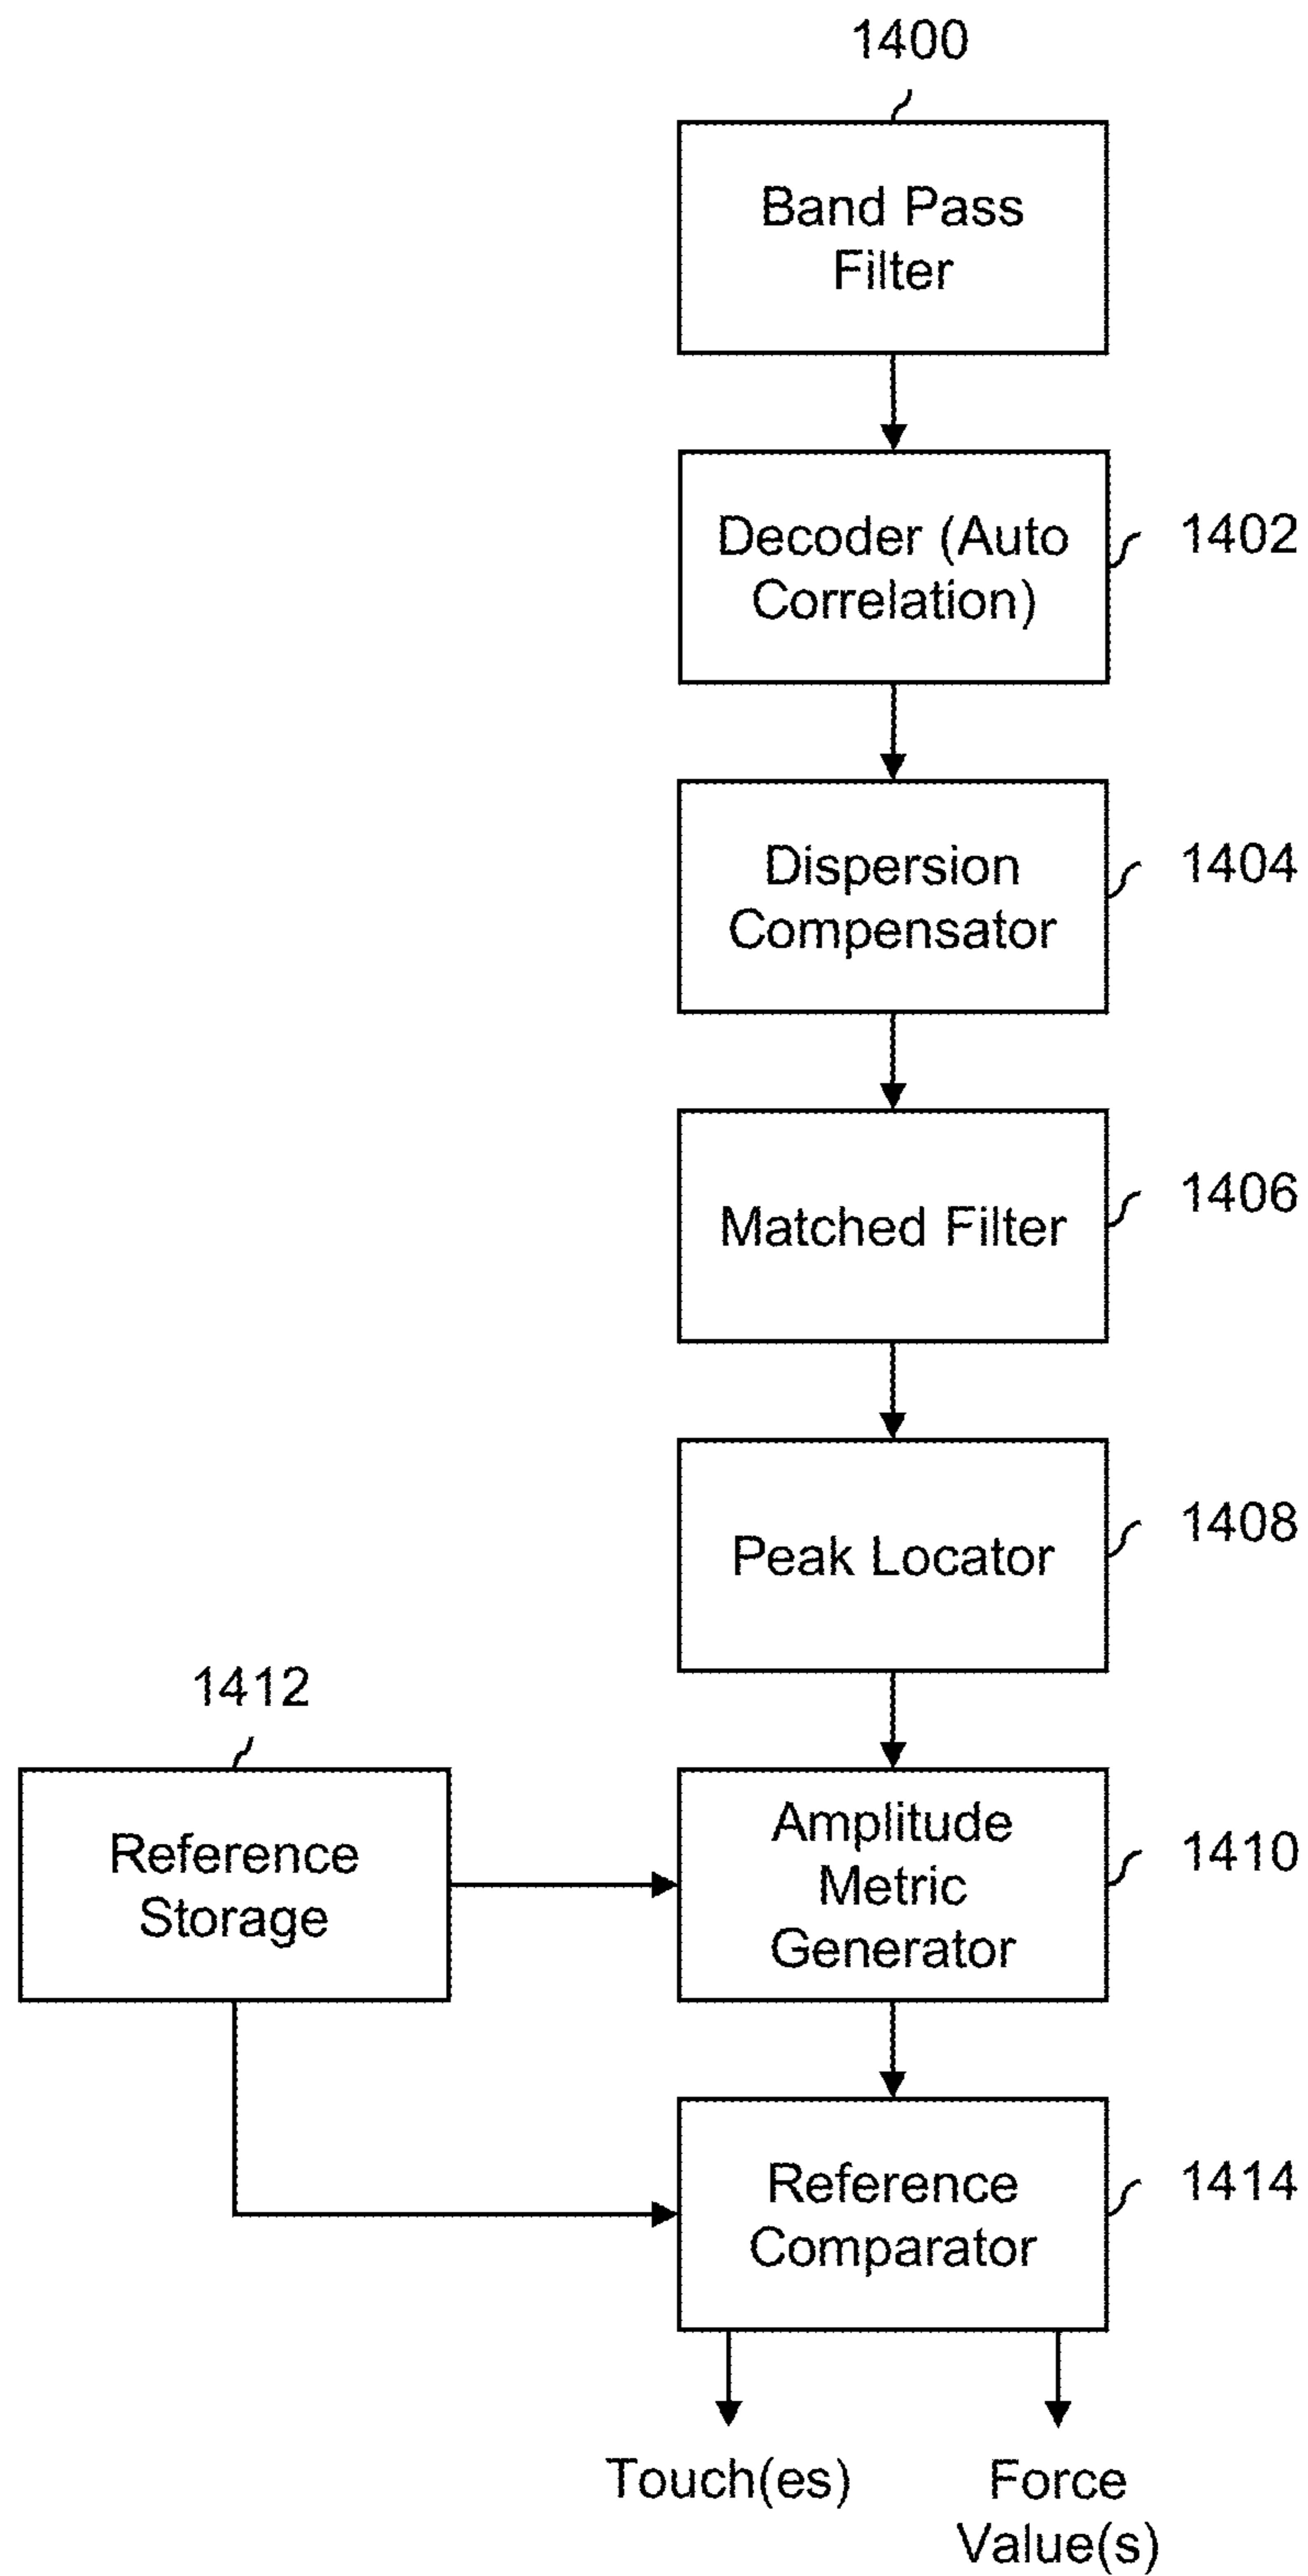 1400
Band Pass
Filter
Decoder (Auto
Correlation)
1402
Dispersion
Compensator
1404
Matched Filter
1406
Peak Locator
1408
1412
Reference
Storage
Amplitude
Metric
Generator
1410
Reference
Comparator
1414
Touch(es)
Force
Value(s)